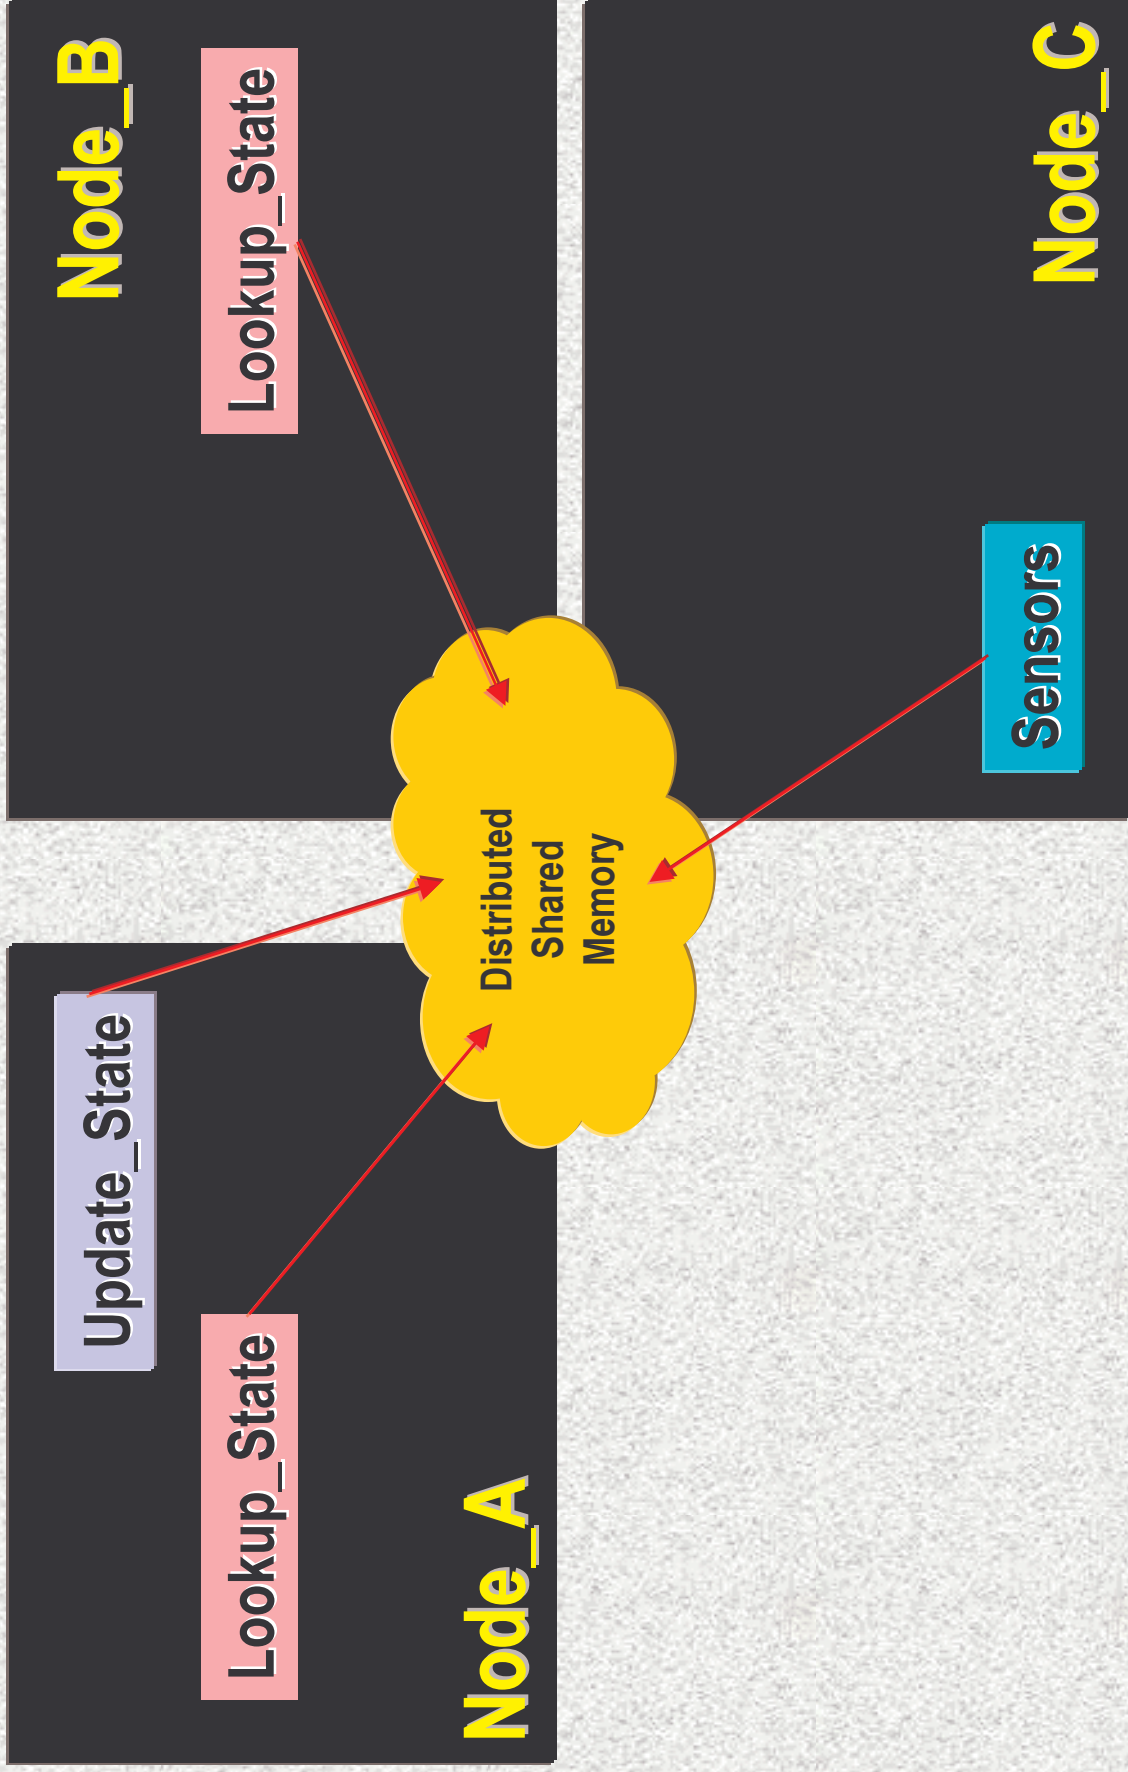 Update_State
Lookup_State
Node_A
Node_B
Lookup_State
Distributed
Shared
Memory
Sensors
Node_C